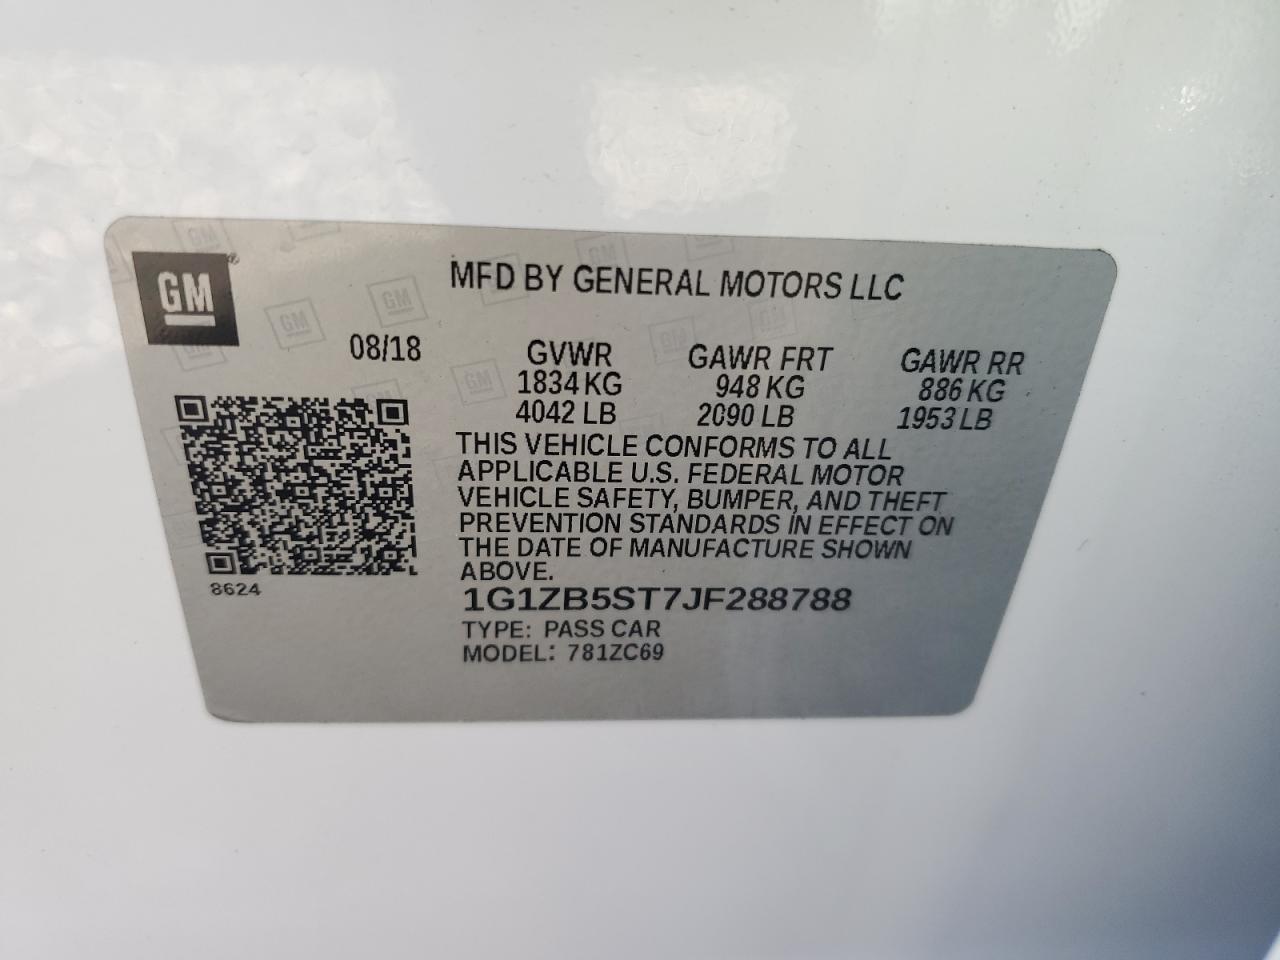 GM
MFD BY GENERAL MOTORS LLC
08/18
GVWR GAWR FRT GAWR RR
1834 KG 948 KG 886 KG
4042 LB 2090 LB 1953 LB
THIS VEHICLE CONFORMS TO ALL
APPLICABLE U.S. FEDERAL MOTOR
VEHICLE SAFETY, BUMPER, AND THEFT
PREVENTION STANDARDS IN EFFECT ON
THE DATE OF MANUFACTURE SHOWN
ABOVE.
8624
1G1ZB5ST7JF288788
TYPE: PASS CAR
MODEL: 781ZC69